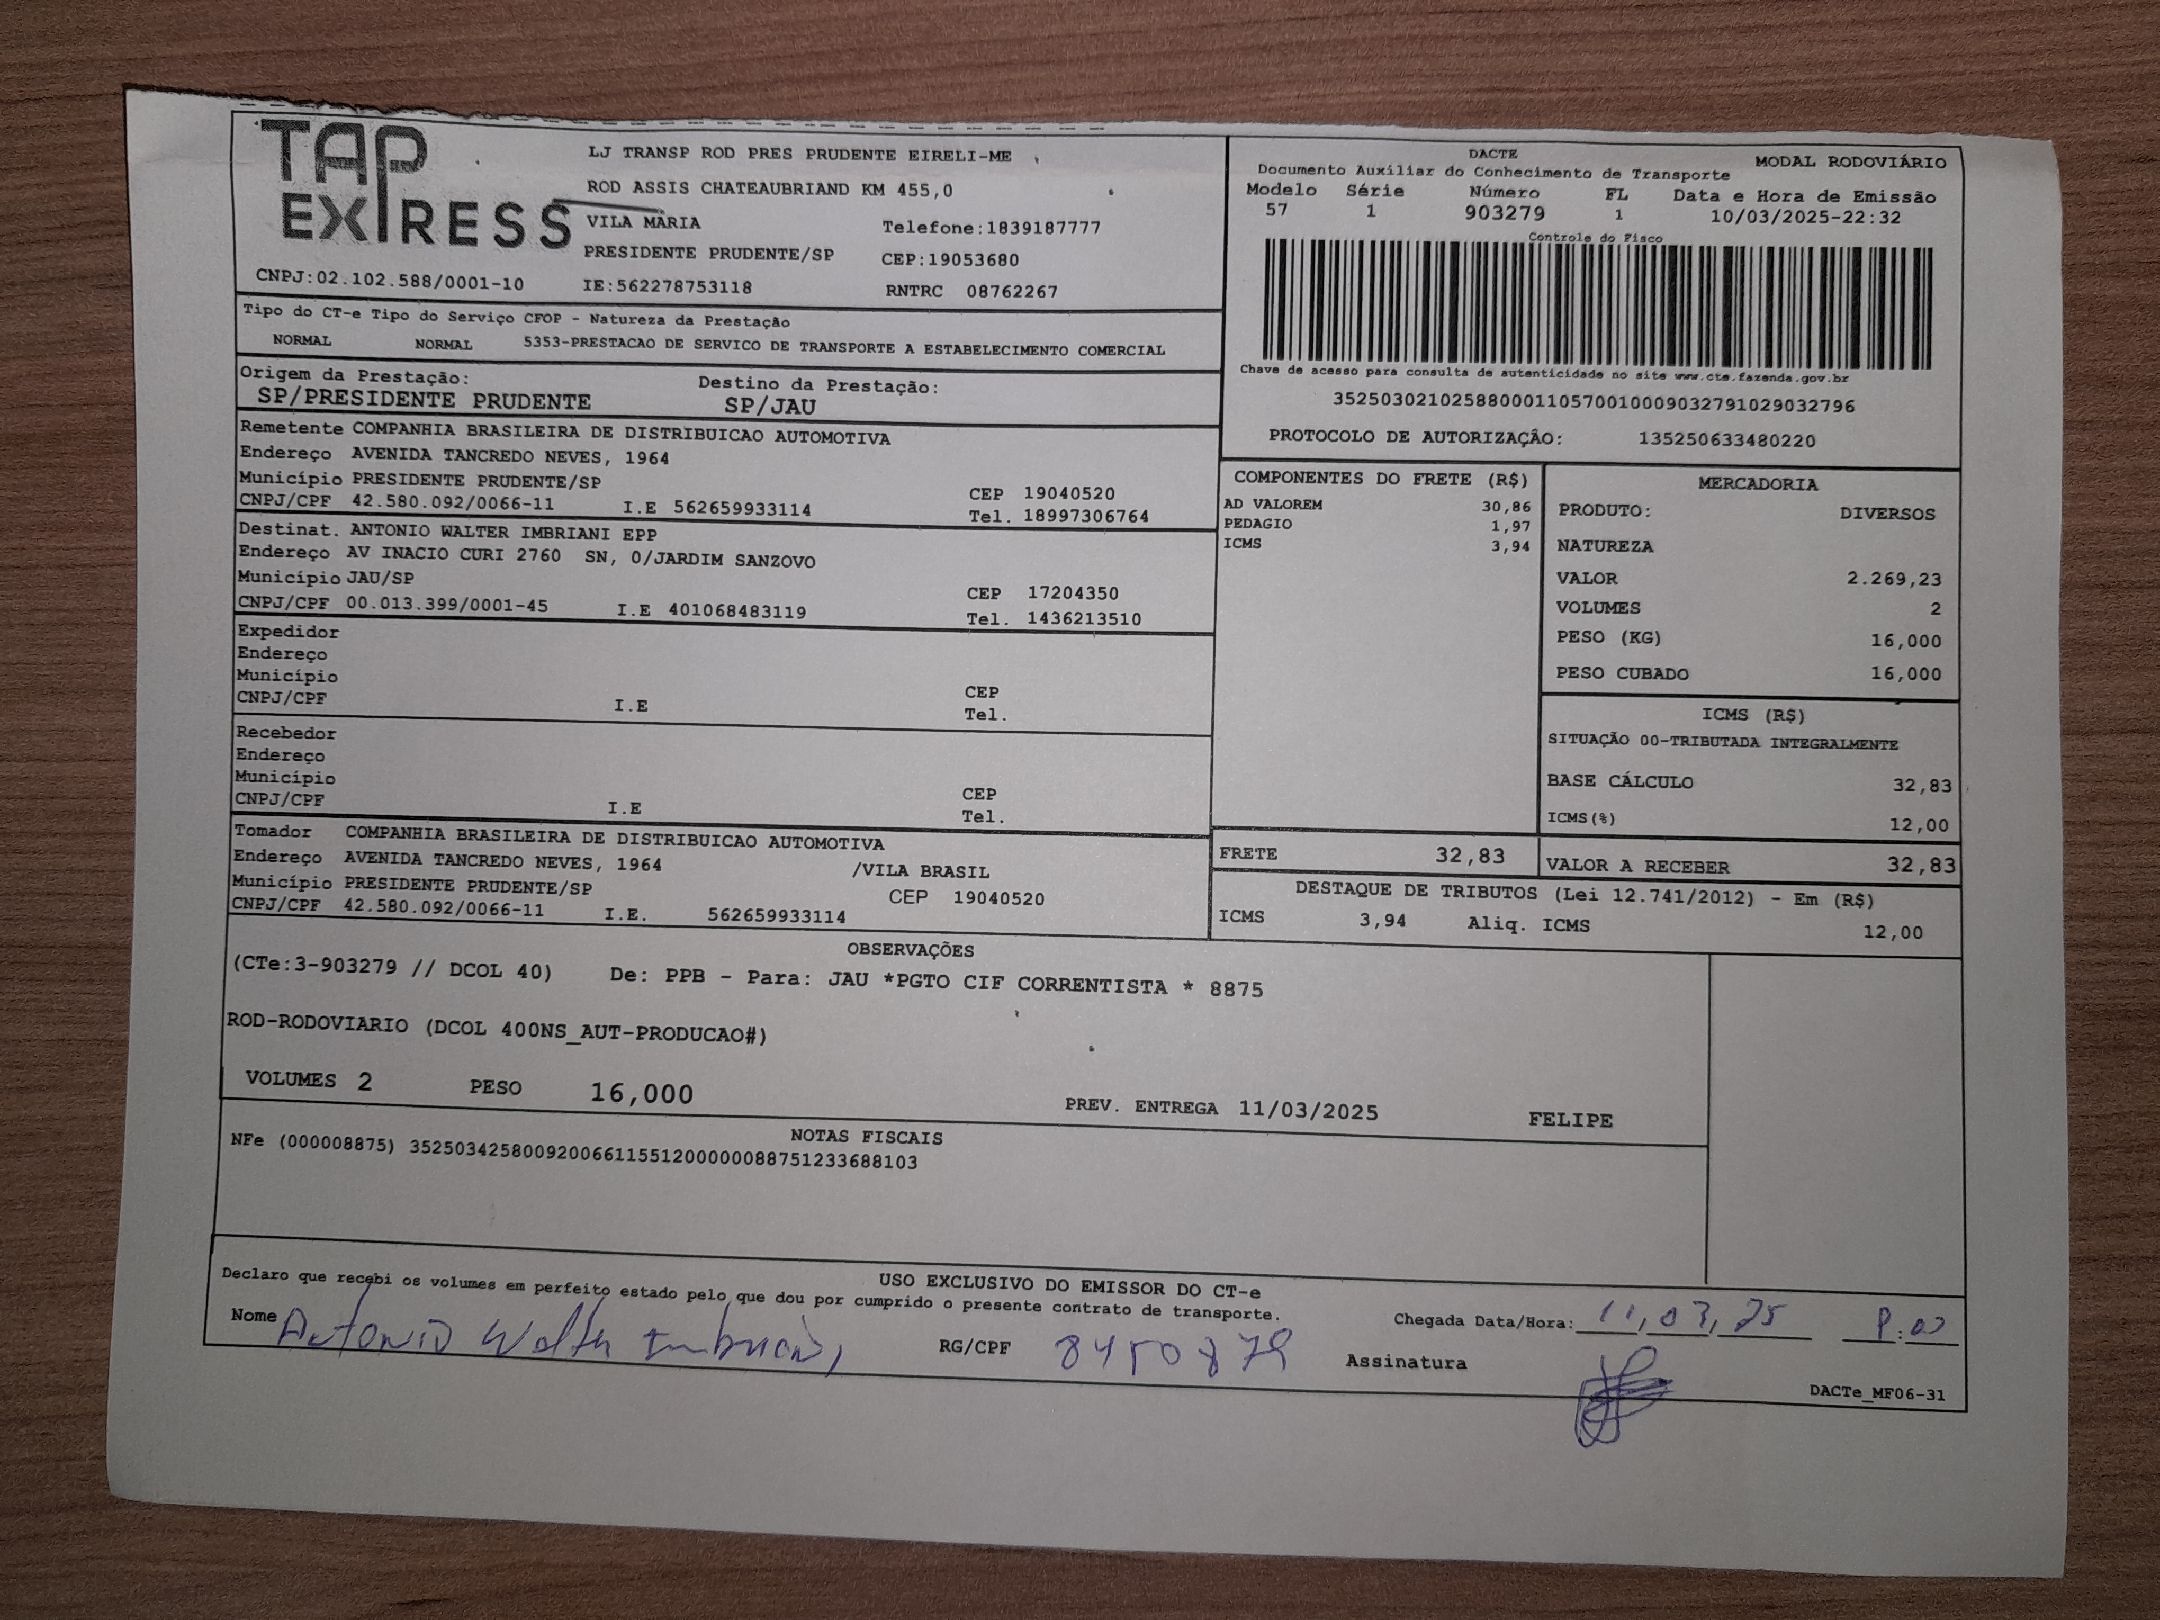 TAP EXPRESS
LJ TRANSP ROD PRES PRUDENTE EIRELI-ME
ROD ASSIS CHATEAUBRIAND KM 455,0
VILA MARIA Telefone:1839187777
PRESIDENTE PRUDENTE/SP CEP:19053680
CNPJ:02.102.588/0001-10 IE:562278753118 RNTRC 08762267
DACTE MODAL RODOVIÁRIO
Documento Auxiliar do Conhecimento de Transporte
Modelo Série Número FL Data e Hora de Emissão
57 1 903279 1 10/03/2025-22:32
Controle do Fisco
Chave de acesso para consulta de autenticidade no site www.cte.fazenda.gov.br
35250302102588000110570010009032791029032796
PROTOCOLO DE AUTORIZAÇÃO: 135250633480220
Tipo do CT-e Tipo do Serviço CFOP - Natureza da Prestação
NORMAL NORMAL 5353-PRESTACAO DE SERVICO DE TRANSPORTE A ESTABELECIMENTO COMERCIAL
Origem da Prestação: Destino da Prestação:
SP/PRESIDENTE PRUDENTE SP/JAU
Remetente COMPANHIA BRASILEIRA DE DISTRIBUICAO AUTOMOTIVA
Endereço AVENIDA TANCREDO NEVES, 1964
Município PRESIDENTE PRUDENTE/SP CEP 19040520
CNPJ/CPF 42.580.092/0066-11 I.E 562659933114 Tel. 18997306764
Destinat. ANTONIO WALTER IMBRIANI EPP
Endereço AV INACIO CURI 2760 SN, 0/JARDIM SANZOVO
Município JAU/SP CEP 17204350
CNPJ/CPF 00.013.399/0001-45 I.E 401068483119 Tel. 1436213510
Expedidor
Endereço
Município CEP
CNPJ/CPF I.E Tel.
Recebedor
Endereço
Município CEP
CNPJ/CPF I.E Tel.
Tomador COMPANHIA BRASILEIRA DE DISTRIBUICAO AUTOMOTIVA
Endereço AVENIDA TANCREDO NEVES, 1964 /VILA BRASIL
Município PRESIDENTE PRUDENTE/SP CEP 19040520
CNPJ/CPF 42.580.092/0066-11 I.E. 562659933114
COMPONENTES DO FRETE (R$)
AD VALOREM 30,86
PEDAGIO 1,97
ICMS 3,94
MERCADORIA
PRODUTO: DIVERSOS
NATUREZA
VALOR 2.269,23
VOLUMES 2
PESO (KG) 16,000
PESO CUBADO 16,000
ICMS (R$)
SITUAÇÃO 00-TRIBUTADA INTEGRALMENTE
BASE CÁLCULO 32,83
ICMS(%) 12,00
FRETE 32,83 VALOR A RECEBER 32,83
DESTAQUE DE TRIBUTOS (Lei 12.741/2012) - Em (R$)
ICMS 3,94 Aliq. ICMS 12,00
OBSERVAÇÕES
(CTe:3-903279 // DCOL 40) De: PPB - Para: JAU *PGTO CIF CORRENTISTA * 8875
ROD-RODOVIARIO (DCOL 400NS_AUT-PRODUCAO#)
VOLUMES 2 PESO 16,000 PREV. ENTREGA 11/03/2025 FELIPE
NOTAS FISCAIS
NFe (000008875) 35250342580092006611551200000088751233688103
USO EXCLUSIVO DO EMISSOR DO CT-e
Declaro que recebi os volumes em perfeito estado pelo que dou por cumprido o presente contrato de transporte.
Nome Antonio Walter Imbriani RG/CPF 8450879 Chegada Data/Hora: 11,03,25
Assinatura
DACTe_MF06-31